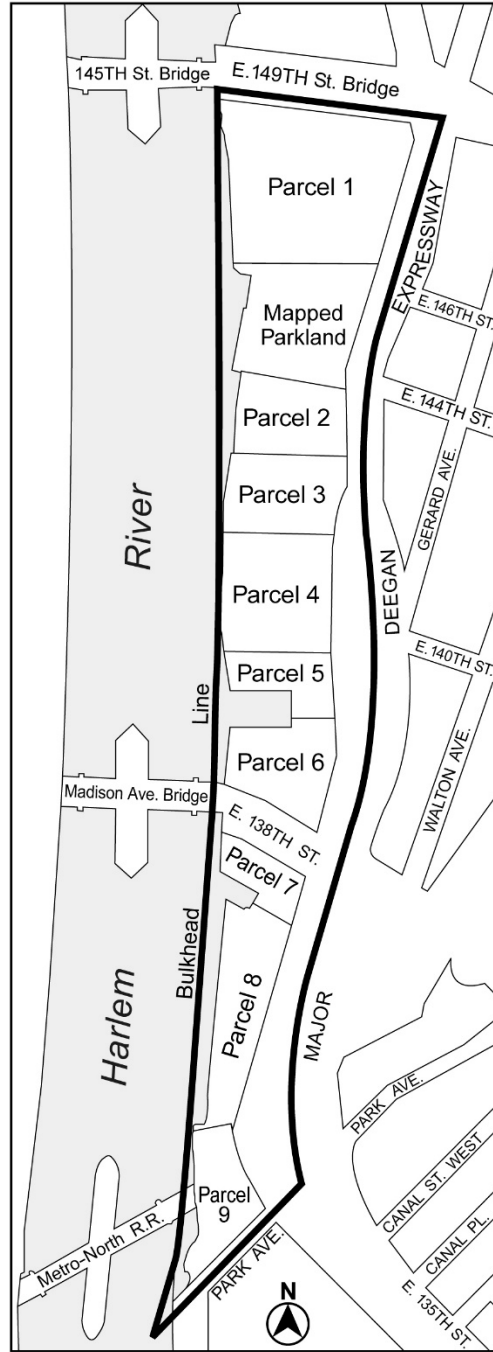 145TH St. Bridge
E.149TH St. Bridge
Parcel 1
EXPRESSWAY
E.146TH ST.
Mapped
Parkland
E.144TH ST.
Parcel 2
GERARD AVE.
Parcel 3
River
DEEGAN
Parcel 4
E.140TH ST.
Parcel 5
Line
WALTON AVE.
Parcel 6
Madison Ave. Bridge
E. 138TH ST.
Parcel 7
Bulkhead
Parcel 8
Harlem
MAJOR
PARK AVE.
CANAL ST. WEST
Parcel
9
CANAL PL.
Metro-North R.R.
PARK AVE.
E. 135TH ST.
N